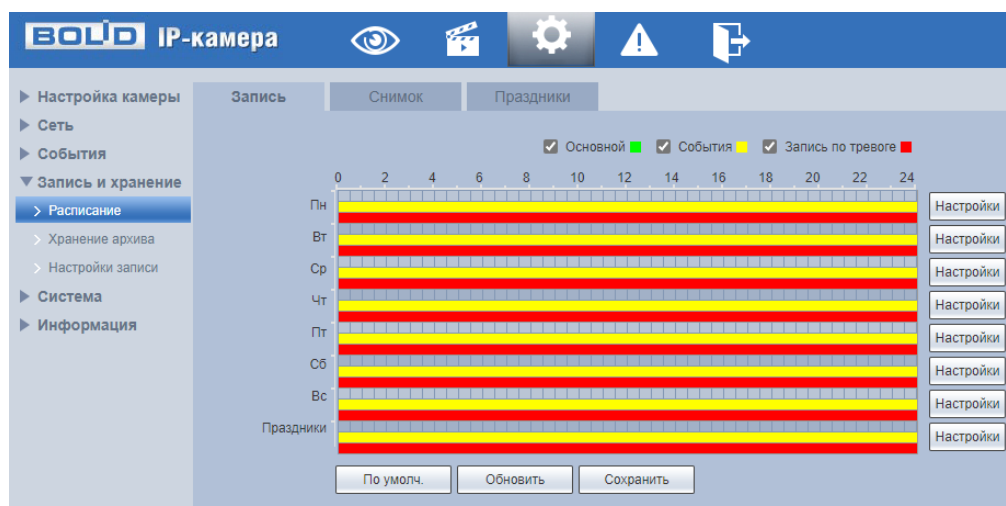 BOLID IP-камера
Настройка камеры
Сеть
События
Запись и хранение
Расписание
Хранение архива
Настройки записи
Система
Информация
Запись Снимок Праздники
Основной События Запись по тревоге
0 2 4 6 8 10 12 14 16 18 20 22 24
Пн Настройки
Вт Настройки
Ср Настройки
Чт Настройки
Пт Настройки
Сб Настройки
Вс Настройки
Праздники Настройки
По умолч. Обновить Сохранить